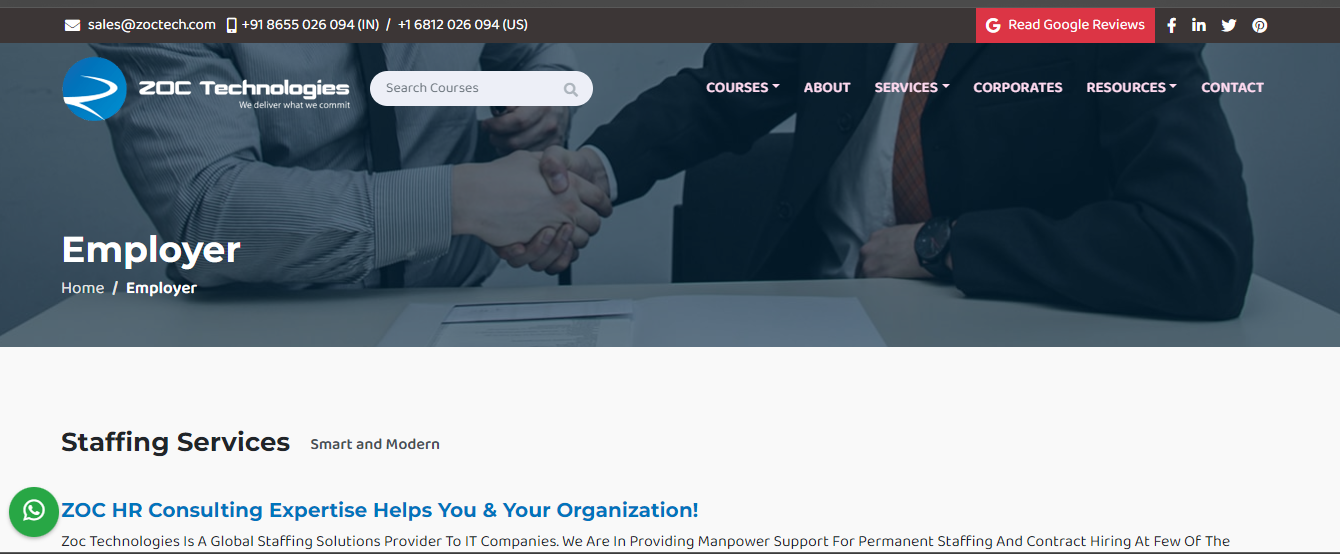 sales@zoctech.com +91 8655 026 094 (IN) / +1 6812 026 094 (US) Read Google Reviews
ZOC Technologies
We deliver what we commit
Search Courses
COURSES ABOUT SERVICES CORPORATES RESOURCES CONTACT
Employer
Home / Employer
Staffing Services Smart and Modern
ZOC HR Consulting Expertise Helps You & Your Organization!
Zoc Technologies Is A Global Staffing Solutions Provider To IT Companies. We Are In Providing Manpower Support For Permanent Staffing And Contract Hiring At Few Of The